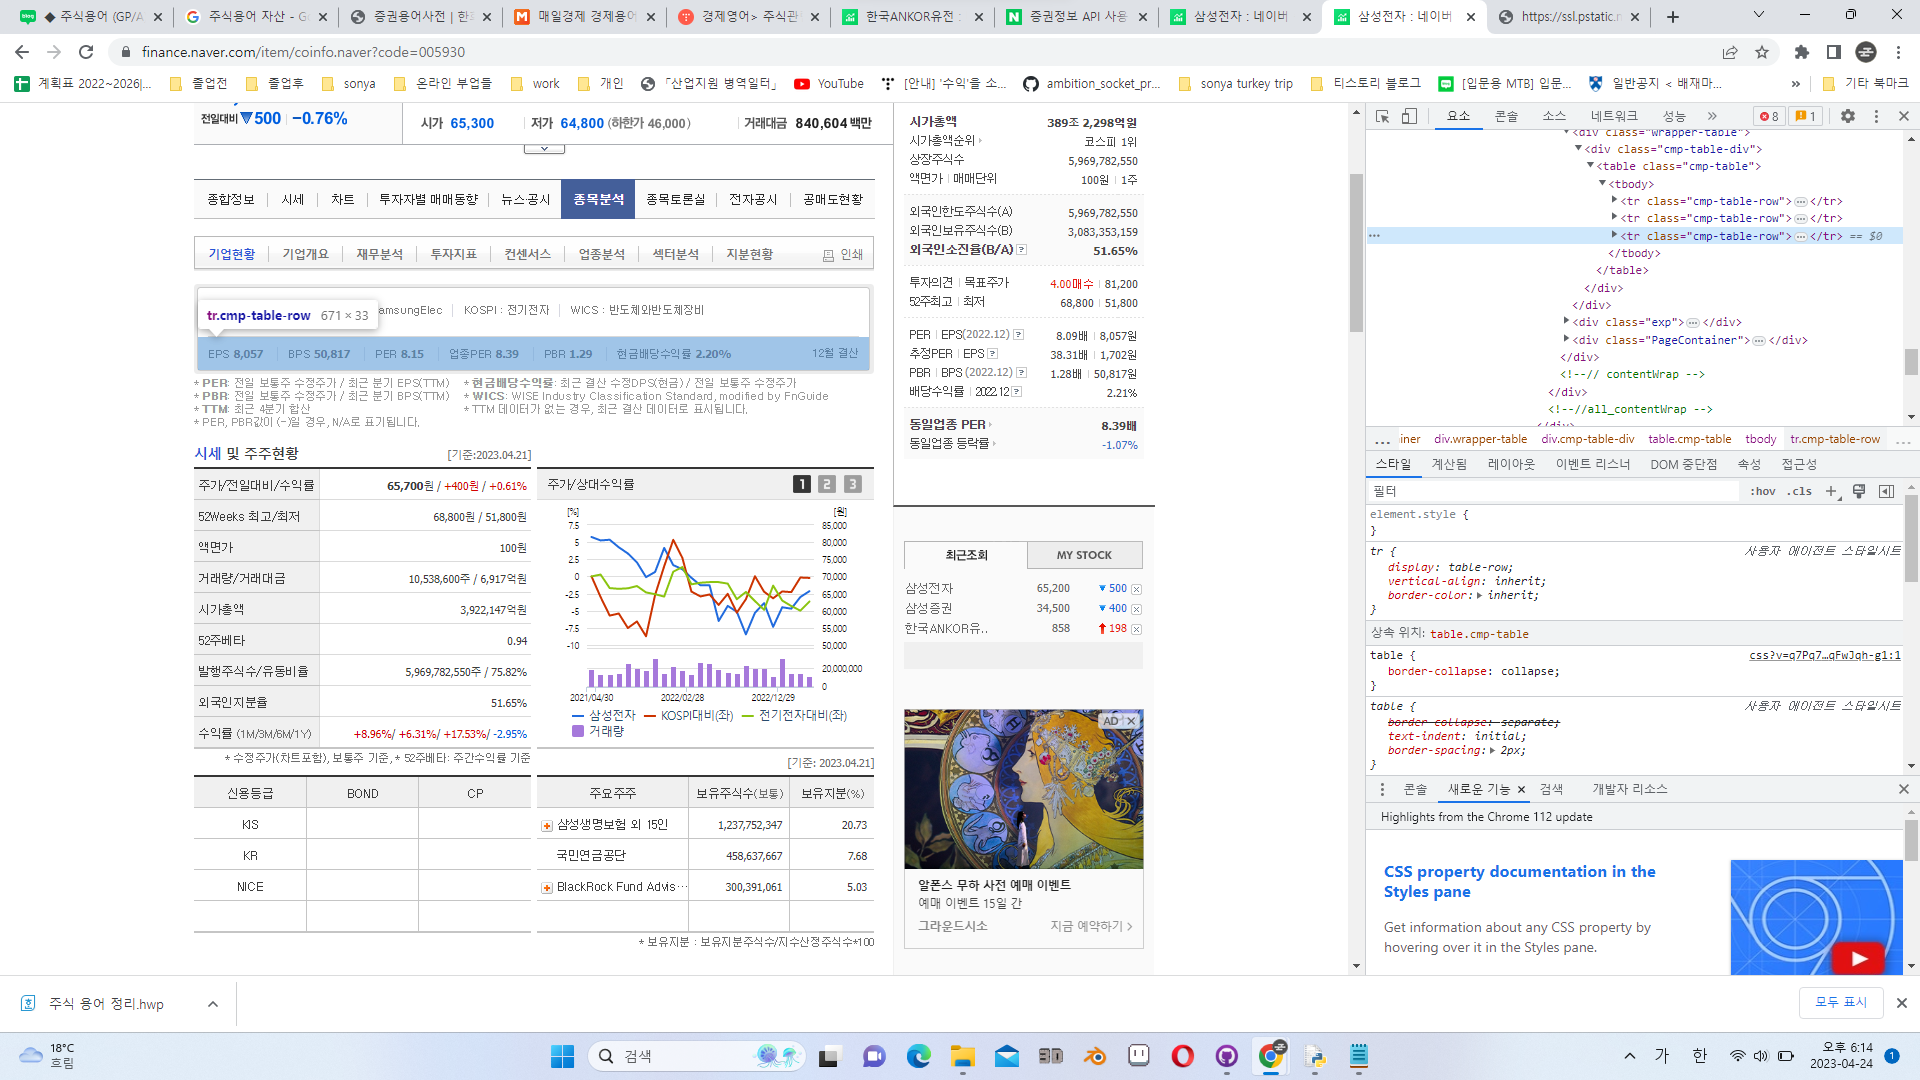 ◆ 주식용어 (GP/A
주식용어 자산 - G
증권용어사전 | 한
매일경제 경제용어
경제영어> 주식관
한국ANKOR유전
증권정보 API 사용
삼성전자 : 네이버
삼성전자 : 네이버
https://ssl.pstatic.n
finance.naver.com/item/coinfo.naver?code=005930
계획표 2022~2026|...
졸업전
졸업후
sonya
온라인 부업들
work
개인
「산업지원 병역일터」
YouTube
[안내] '수익'을 소...
ambition_socket_pr...
sonya turkey trip
티스토리 블로그
[입문용 MTB] 입문...
일반공지 < 배재마...
»
기타 북마크
전일대비 ▼500 | −0.76%
시가 65,300
저가 64,800 (하한가 46,000)
거래대금 840,604 백만
종합정보 시세 차트 투자자별 매매동향 뉴스·공시 종목분석 종목토론실 전자공시 공매도현황
기업현황 기업개요 재무분석 투자지표 컨센서스 업종분석 섹터분석 지분현황 인쇄
tr.cmp-table-row 671 × 33
amsungElec KOSPI : 전기전자 WICS : 반도체와반도체장비
EPS 8,057 BPS 50,817 PER 8.15 업종PER 8.39 PBR 1.29 현금배당수익률 2.20% 12월 결산
* PER: 전일 보통주 수정주가 / 최근 분기 EPS(TTM) * 현금배당수익률: 최근 결산 수정DPS(현금) / 전일 보통주 수정주가
* PBR: 전일 보통주 수정주가 / 최근 분기 BPS(TTM) * WICS: WISE Industry Classification Standard, modified by FnGuide
* TTM: 최근 4분기 합산 * TTM 데이터가 없는 경우, 최근 결산 데이터로 표시됩니다.
* PER, PBR값이 (-)일 경우, N/A로 표기됩니다.
시세 및 주주현황 [기준:2023.04.21]
주가/전일대비/수익률 65,700원 / +400원 / +0.61%
52Weeks 최고/최저 68,800원 / 51,800원
액면가 100원
거래량/거래대금 10,538,600주 / 6,917억원
시가총액 3,922,147억원
52주베타 0.94
발행주식수/유동비율 5,969,782,550주 / 75.82%
외국인지분율 51.65%
수익률 (1M/3M/6M/1Y) +8.96%/ +6.31%/ +17.53%/ -2.95%
* 수정주가(차트포함), 보통주 기준, * 52주베타: 주간수익률 기준
주가/상대수익률 1 2 3
[%] [원]
7.5 85,000
5 80,000
2.5 75,000
0 70,000
-2.5 65,000
-5 60,000
-7.5 55,000
-10 50,000
20,000,000
0
2021/04/30 2022/02/28 2022/12/29
삼성전자 KOSPI대비(좌) 전기전자대비(좌)
거래량
[기준: 2023.04.21]
신용등급 BOND CP
KIS
KR
NICE
주요주주 보유주식수(보통) 보유지분(%)
삼성생명보험 외 15인 1,237,752,347 20.73
국민연금공단 458,637,667 7.68
BlackRock Fund Advis… 300,391,061 5.03
* 보유지분 : 보유지분주식수/지수산정주식수*100
시가총액 389조 2,298억원
시가총액순위 코스피 1위
상장주식수 5,969,782,550
액면가 | 매매단위 100원 | 1주
외국인한도주식수(A) 5,969,782,550
외국인보유주식수(B) 3,083,353,159
외국인소진율(B/A) ? 51.65%
투자의견 | 목표주가 4.00매수 | 81,200
52주최고 | 최저 68,800 | 51,800
PER | EPS(2022.12) ? 8.09배 | 8,057원
추정PER | EPS ? 38.31배 | 1,702원
PBR | BPS (2022.12) ? 1.28배 | 50,817원
배당수익률 | 2022.12 ? 2.21%
동일업종 PER 8.39배
동일업종 등락률 -1.07%
최근조회 MY STOCK
삼성전자 65,200 ▼ 500
삼성증권 34,500 ▼ 400
한국ANKOR유.. 858 198
AD
알폰스 무하 사전 예매 이벤트
예매 이벤트 15일 간
그라운드시소 지금 예약하기 >
요소 콘솔 소스 네트워크 성능 » 8 1
<div class="wrapper-table">
▼<div class="cmp-table-div">
▼<table class="cmp-table">
▼<tbody>
▶<tr class="cmp-table-row">…</tr>
▶<tr class="cmp-table-row">…</tr>
▶<tr class="cmp-table-row">…</tr> == $0
</tbody>
</table>
</div>
</div>
▶<div class="exp">…</div>
▶<div class="PageContainer">…</div>
</div>
<!--// contentWrap -->
</div>
<!--//all_contentWrap -->
... iner div.wrapper-table div.cmp-table-div table.cmp-table tbody tr.cmp-table-row ...
스타일 계산됨 레이아웃 이벤트 리스너 DOM 중단점 속성 접근성
필터 :hov .cls +
element.style {
}
tr { 사용자 에이전트 스타일시트
display: table-row;
vertical-align: inherit;
border-color: ▶ inherit;
}
상속 위치: table.cmp-table
table { css?v=q7Pq7…qFwJqh-g1:1
border-collapse: collapse;
}
table { 사용자 에이전트 스타일시트
border-collapse: separate;
text-indent: initial;
border-spacing: ▶ 2px;
}
콘솔 새로운 기능 × 검색 개발자 리소스
Highlights from the Chrome 112 update
CSS property documentation in the
Styles pane
Get information about any CSS property by
hovering over it in the Styles pane.
주식 용어 정리.hwp
모두 표시
18°C
흐림
검색
가 한
오후 6:14
2023-04-24
1